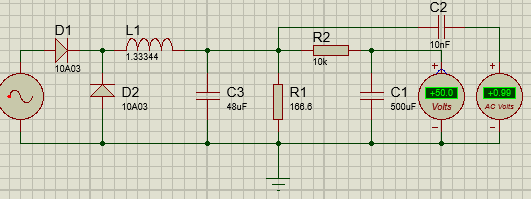 C2
10nF
D1
10A03
L1
1.33344
R2
10k
D2
10A03
C3
48uF
R1
166.6
C1
500uF
+
+50.0
Volts
−
+
+0.99
AC Volts
−